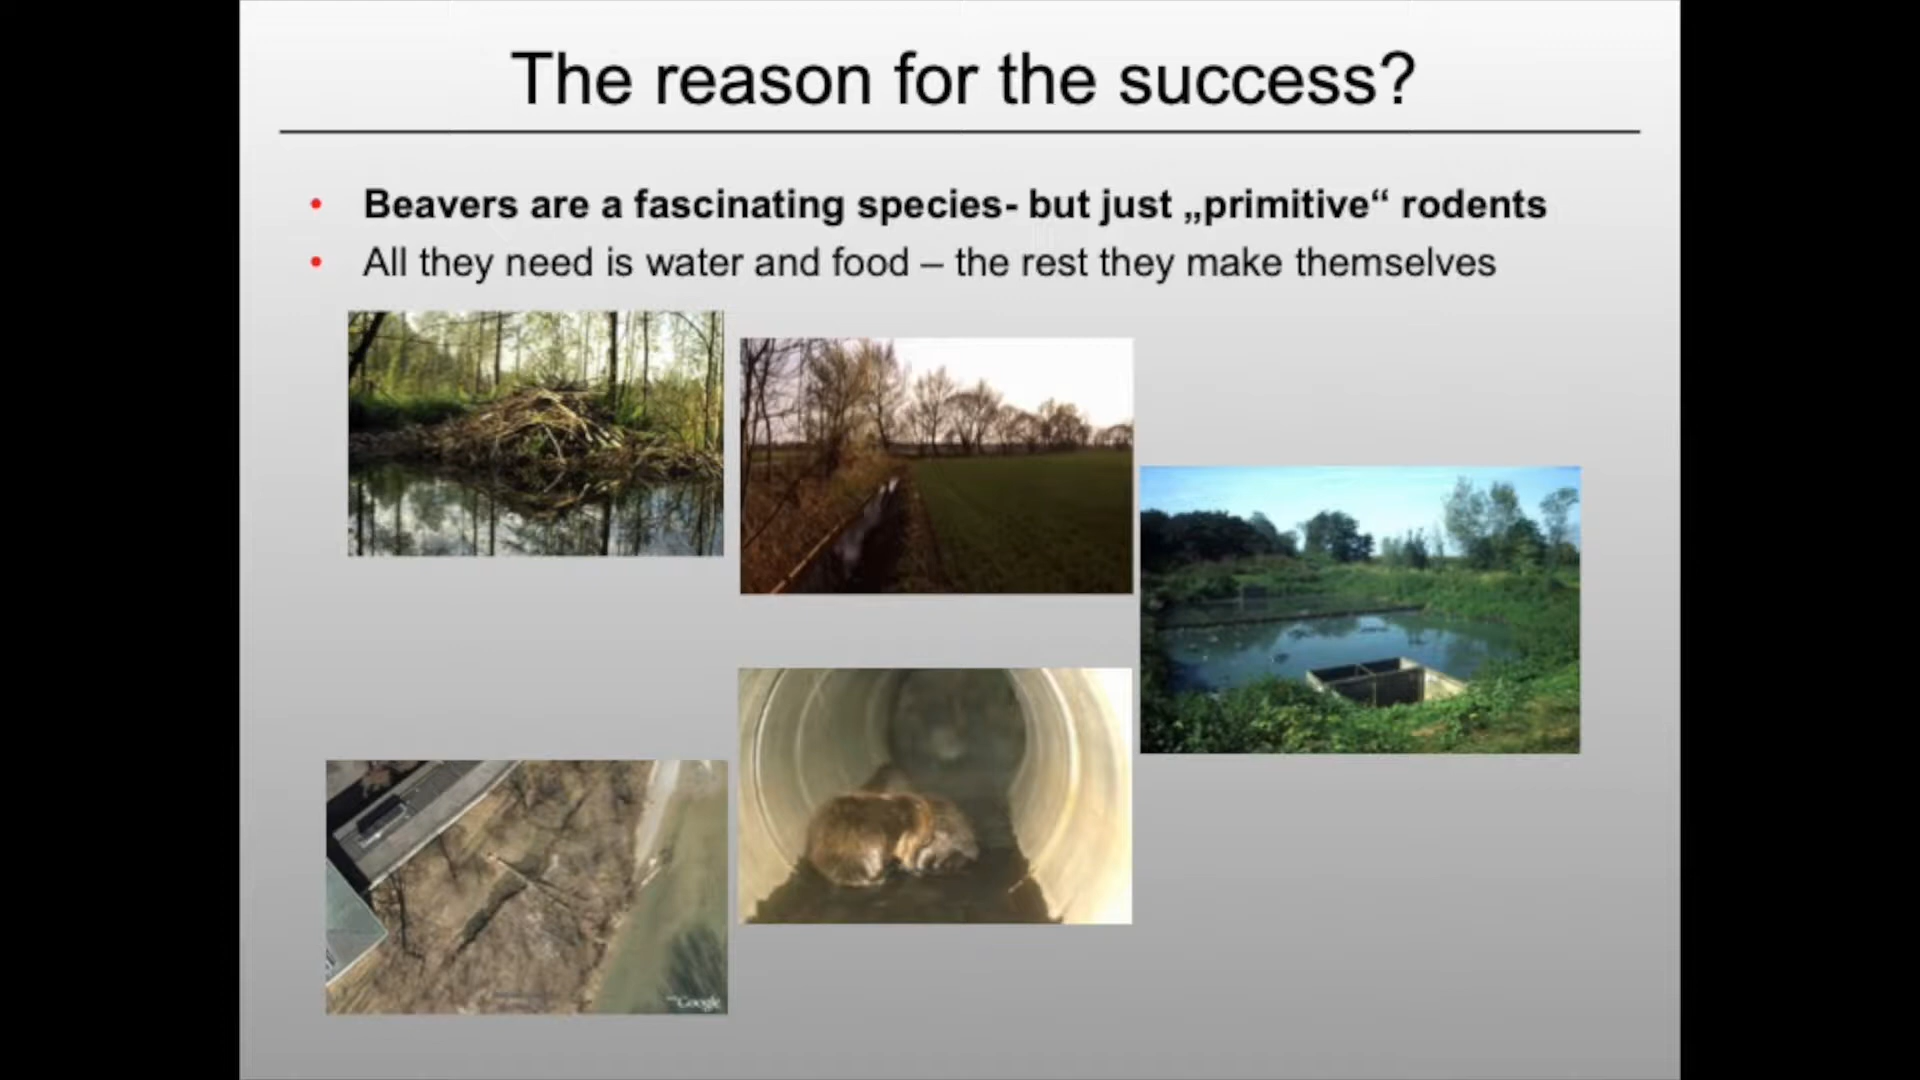 The reason for the success?
• Beavers are a fascinating species- but just „primitive“ rodents
• All they need is water and food – the rest they make themselves
Google